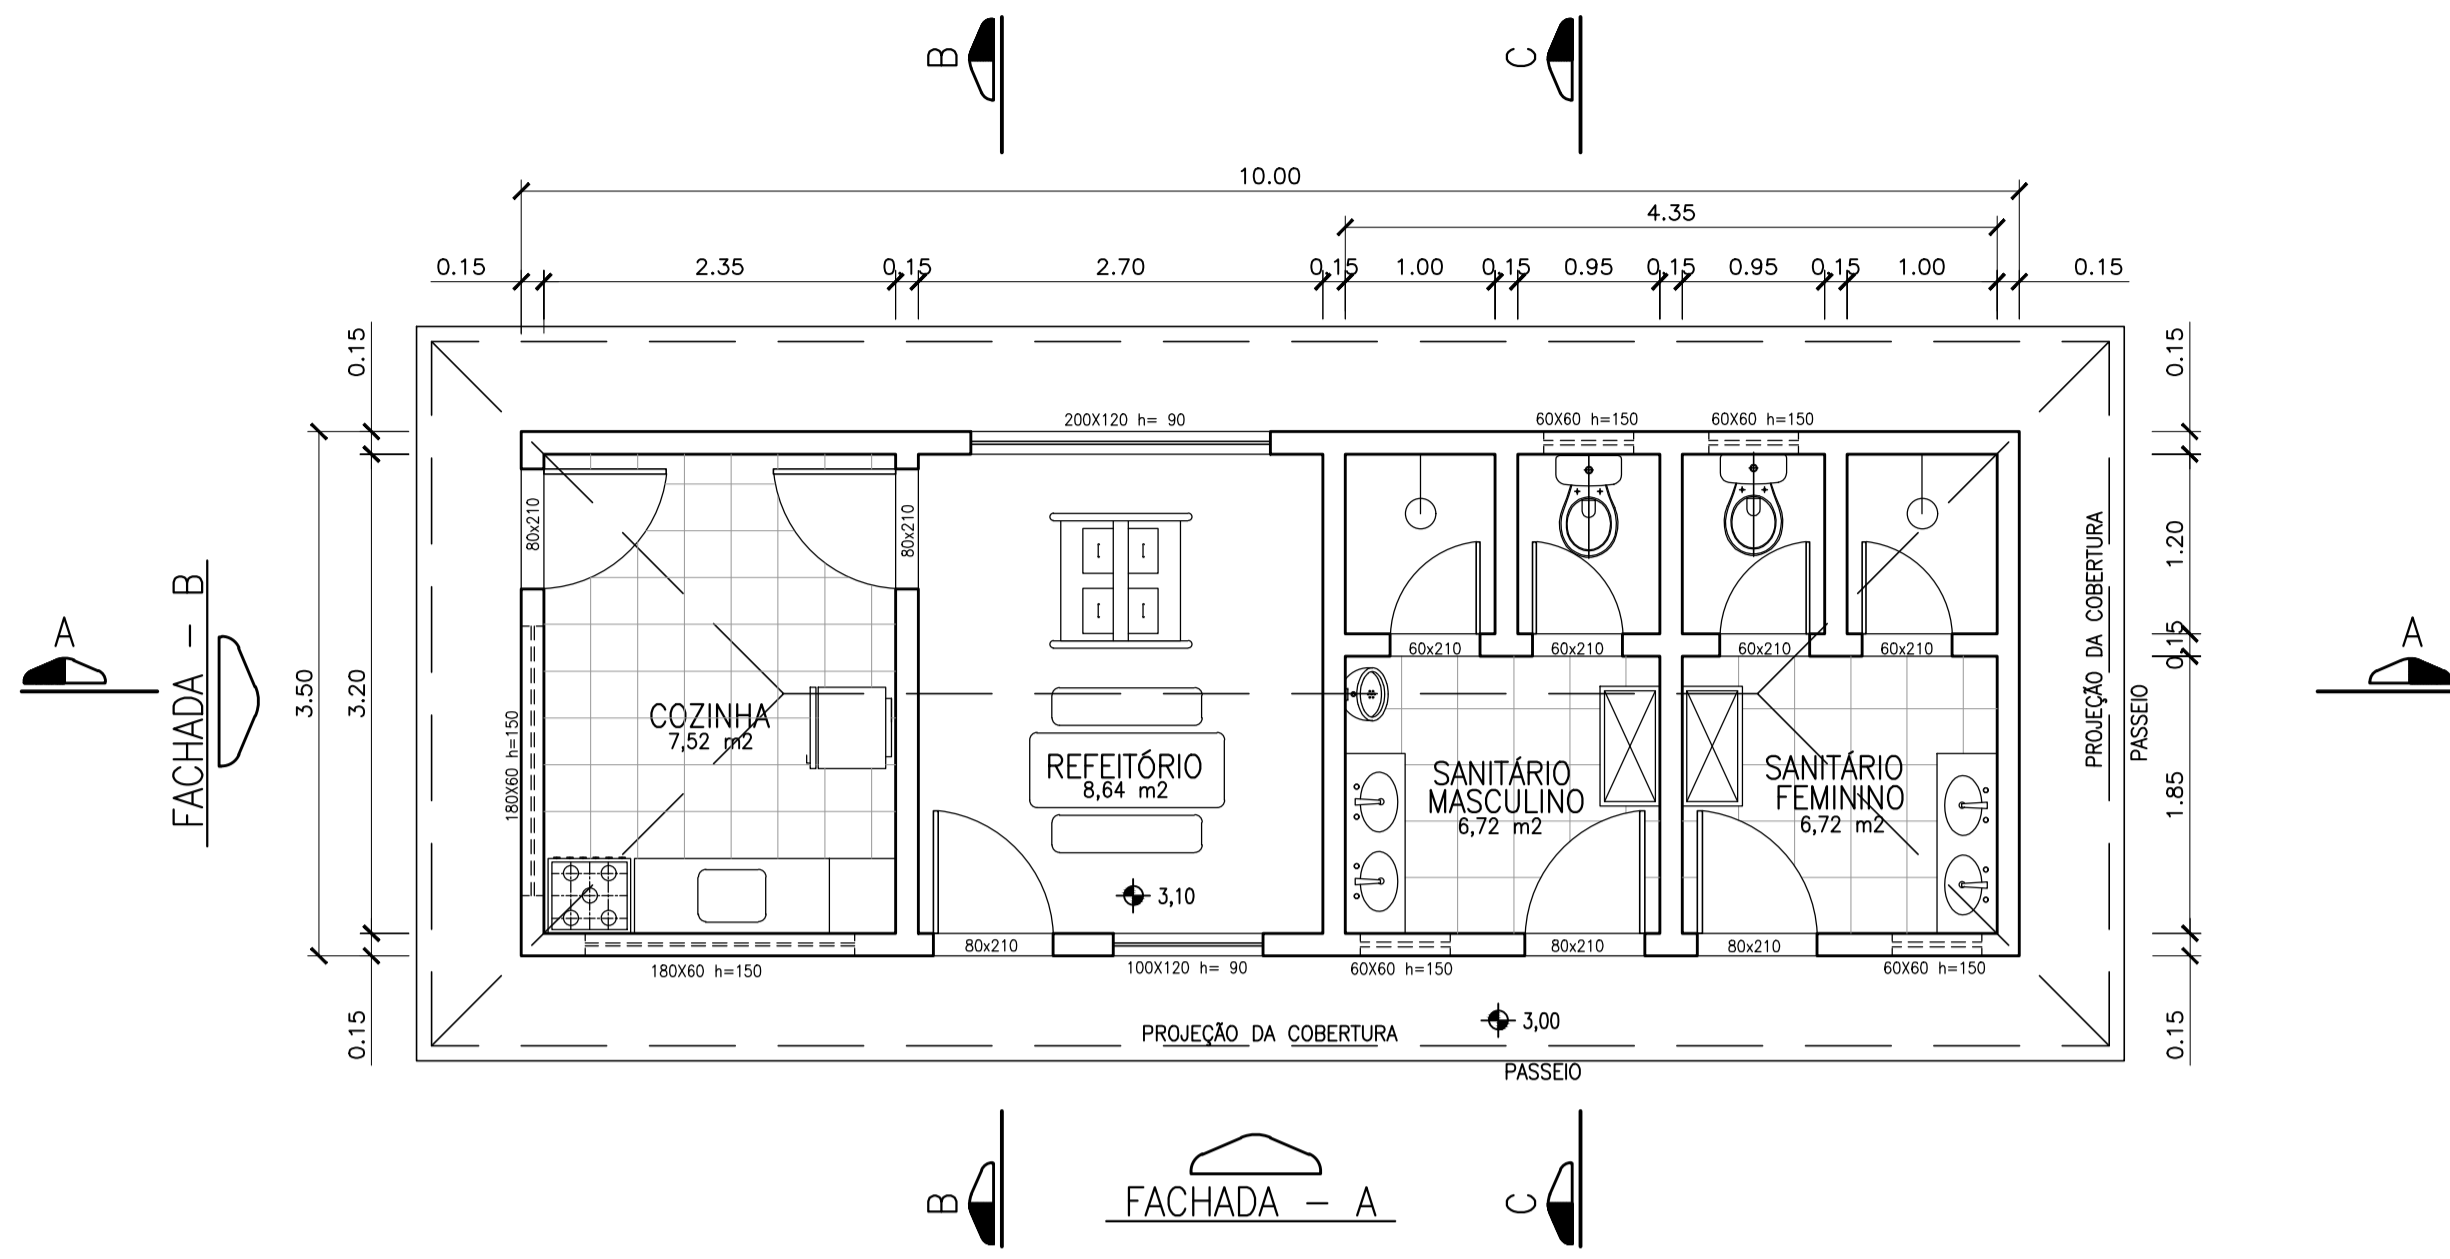 B
C
10.00
4.35
0.15
2.35
0.15
2.70
0.15
1.00
0.15
0.95
0.15
0.95
0.15
1.00
0.15
0.15
0.15
200X120 h= 90
60X60 h=150
60X60 h=150
80x210
80x210
3.50
3.20
1.20
0.15
1.85
A
A
FACHADA - B
PROJEÇÃO DA COBERTURA
PASSEIO
60x210
60x210
60x210
60x210
180X60 h=150
COZINHA
7,52 m2
REFEITÓRIO
8,64 m2
SANITÁRIO
MASCULINO
6,72 m2
SANITÁRIO
FEMININO
6,72 m2
3,10
80x210
80x210
80x210
180X60 h=150
100X120 h= 90
60X60 h=150
60X60 h=150
0.15
0.15
3,00
PROJEÇÃO DA COBERTURA
PASSEIO
B
FACHADA - A
C